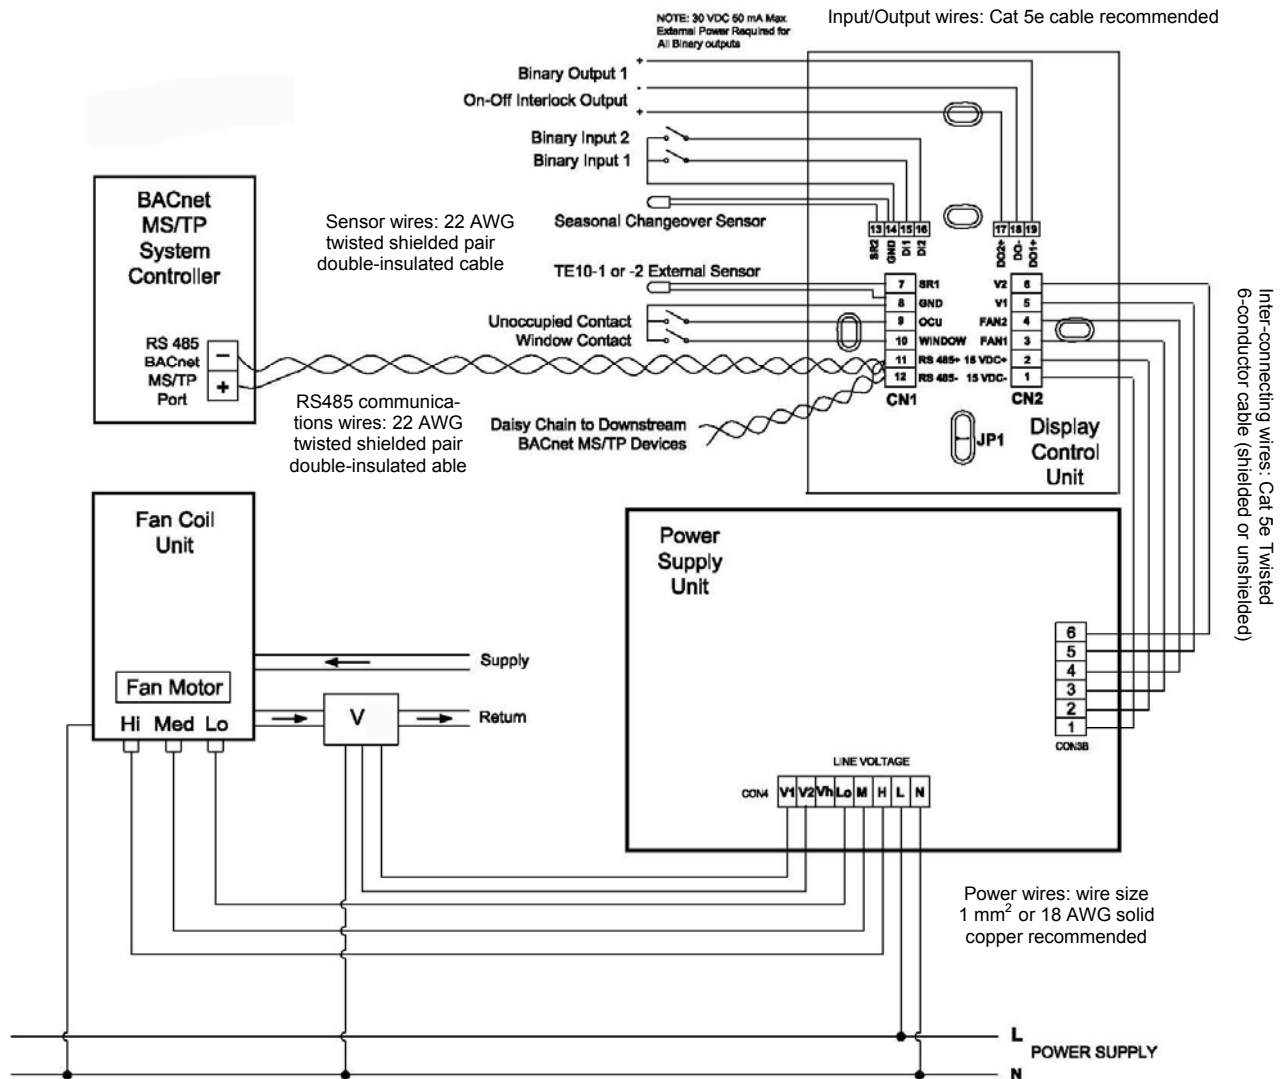 NOTE: 30 VDC 50 mA Max.
External Power Required for
All Binary outputs
Input/Output wires: Cat 5e cable recommended
Binary Output 1
+
-
On-Off Interlock Output
+
Binary Input 2
Binary Input 1
Seasonal Changeover Sensor
TE10-1 or -2 External Sensor
Unoccupied Contact
Window Contact
BACnet
MS/TP
System
Controller
RS 485
BACnet
MS/TP
Port
−
+
Sensor wires: 22 AWG
twisted shielded pair
double-insulated cable
RS485 communica-
tions wires: 22 AWG
twisted shielded pair
double-insulated able
Daisy Chain to Downstream
BACnet MS/TP Devices
13 14 15 16
SR2 GND DI1 DI2
17 18 19
DO2+ DO- DO1+
7 SR1 V2 6
8 GND V1 5
9 OCU FAN2 4
10 WINDOW FAN1 3
11 RS 485+ 15 VDC+ 2
12 RS 485- 15 VDC- 1
CN1 CN2
JP1
Display
Control
Unit
Inter-connecting wires: Cat 5e Twisted
6-conductor cable (shielded or unshielded)
Fan Coil
Unit
Fan Motor
Hi Med Lo
Supply
V
Return
Power
Supply
Unit
6
5
4
3
2
1
CON3B
LINE VOLTAGE
CON4 V1 V2 Vh Lo M H L N
Power wires: wire size
1 mm² or 18 AWG solid
copper recommended
L
POWER SUPPLY
N